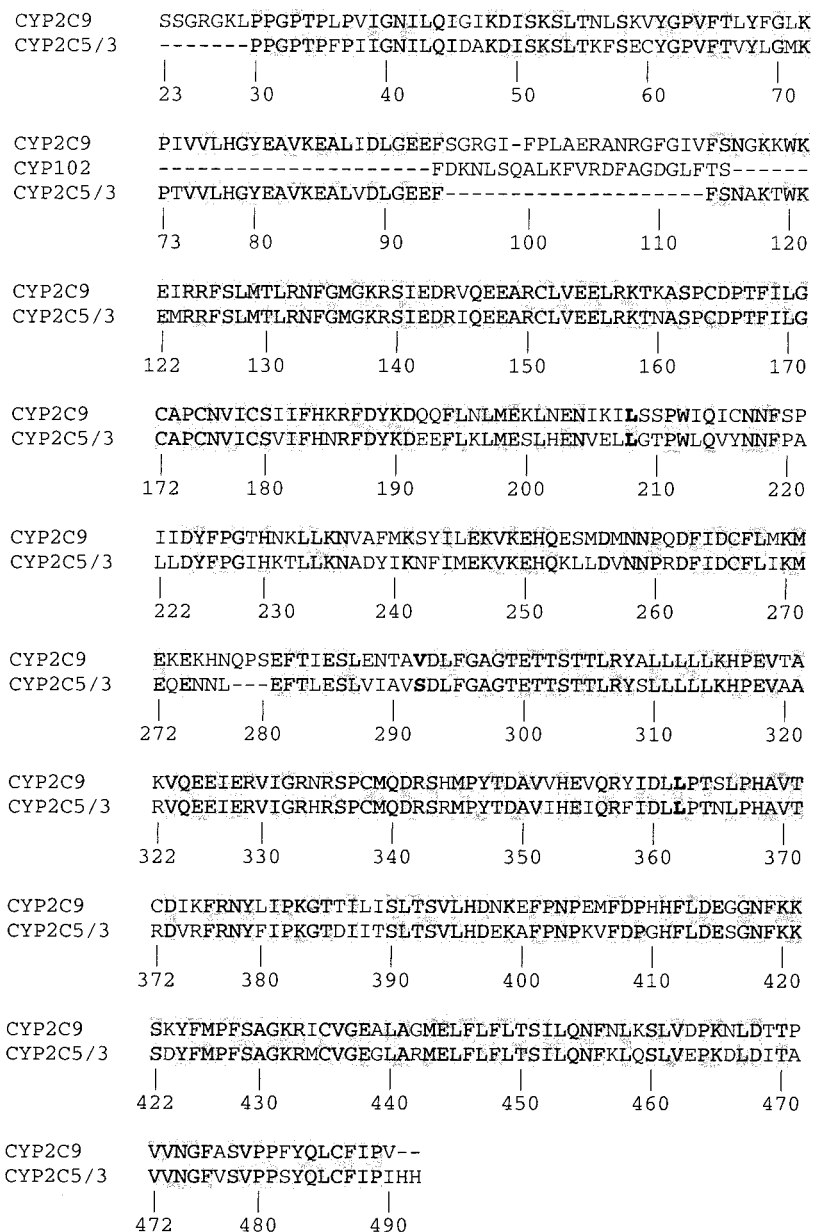 CYP2C9 SSGRGKLPPGPTPLPVIGNILQIGIKDISKSLTNLSKVYGPVFTLYFGLK
CYP2C5/3 -------PPGPTPFPIIGNILQIDAKDISKSLTKFSECYGPVFTVYLGMK
23 30 40 50 60 70
CYP2C9 PIVVLHGYEAVKEALIDLGEEFSGRGI-FPLAERANRGFGIVFSNGKKWK
CYP102 ---------------------FDKNLSQALKFVRDFAGDGLFTS------
CYP2C5/3 PTVVLHGYEAVKEALVDLGEEF--------------------FSNAKTWK
73 80 90 100 110 120
CYP2C9 EIRRFSLMTLRNFGMGKRSIEDRVQEEARCLVEELRKTKASPCDPTFILG
CYP2C5/3 EMRRFSLMTLRNFGMGKRSIEDRIQEEARCLVEELRKTNASPCDPTFILG
122 130 140 150 160 170
CYP2C9 CAPCNVICSIIFHKRFDYKDQQFLNLMEKLNENIKILSSPWIQICNNFSP
CYP2C5/3 CAPCNVICSVIFHNRFDYKDEEFLKLMESLHENVELLGTPWLQVYNNFPA
172 180 190 200 210 220
CYP2C9 IIDYFPGTHNKLLKNVAFMKSYILEKVKEHQESMDMNNPQDFIDCFLMKM
CYP2C5/3 LLDYFPGIHKTLLKNADYIKNFIMEKVKEHQKLLDVNNPRDFIDCFLIKM
222 230 240 250 260 270
CYP2C9 EKEKHNQPSEFTIESLENTAVDLFGAGTETTSTTLRYALLLLLKHPEVTA
CYP2C5/3 EQENNL---EFTLESLVIAVSDLFGAGTETTSTTLRYSLLLLLKHPEVAA
272 280 290 300 310 320
CYP2C9 KVQEEIERVIGRNRSPCMQDRSHMPYTDAVVHEVQRYIDLLPTSLPHAVT
CYP2C5/3 RVQEEIERVIGRHRSPCMQDRSRMPYTDAVIHEIQRFIDLLPTNLPHAVT
322 330 340 350 360 370
CYP2C9 CDIKFRNYLIPKGTTILISLTSVLHDNKEFPNPEMFDPHHFLDEGGNFKK
CYP2C5/3 RDVRFRNYFIPKGTDIITSLTSVLHDEKAFPNPKVFDPGHFLDESGNFKK
372 380 390 400 410 420
CYP2C9 SKYFMPFSAGKRICVGEALAGMELFLFLTSILQNFNLKSLVDPKNLDTTP
CYP2C5/3 SDYFMPFSAGKRMCVGEGLARMELFLFLTSILQNFKLQSLVEPKDLDITA
422 430 440 450 460 470
CYP2C9 VVNGFASVPPFYQLCFIPV--
CYP2C5/3 VVNGFVSVPPSYQLCFIPIHH
472 480 490